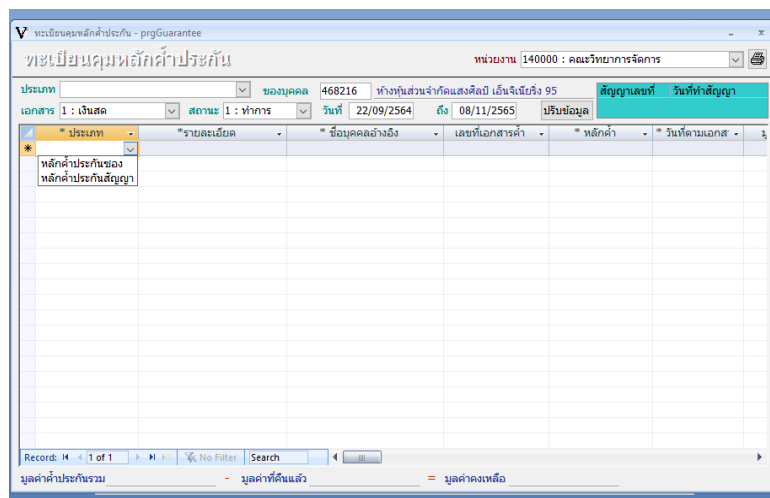 ทะเบียนคุมหลักค้ำประกัน - prgGuarantee
ทะเบียนคุมหลักค้ำประกัน หน่วยงาน 140000 : คณะวิทยาการจัดการ
ประเภท ของบุคคล 468216 ห้างหุ้นส่วนจำกัดแสงศิลป์ เอ็นจิเนียริ่ง 95 สัญญาเลขที่ วันที่ทำสัญญา
เอกสาร 1 : เงินสด สถานะ 1 : ทำการ วันที่ 22/09/2564 ถึง 08/11/2565 ปรับข้อมูล
* ประเภท *รายละเอียด * ชื่อบุคคลอ้างอิง เลขที่เอกสารค้ำ * หลักค้ำ * วันที่ตามเอกส
หลักค้ำประกันซอง
หลักค้ำประกันสัญญา
Record: 1 of 1 No Filter Search
มูลค่าค้ำประกันรวม - มูลค่าที่คืนแล้ว = มูลค่าคงเหลือ